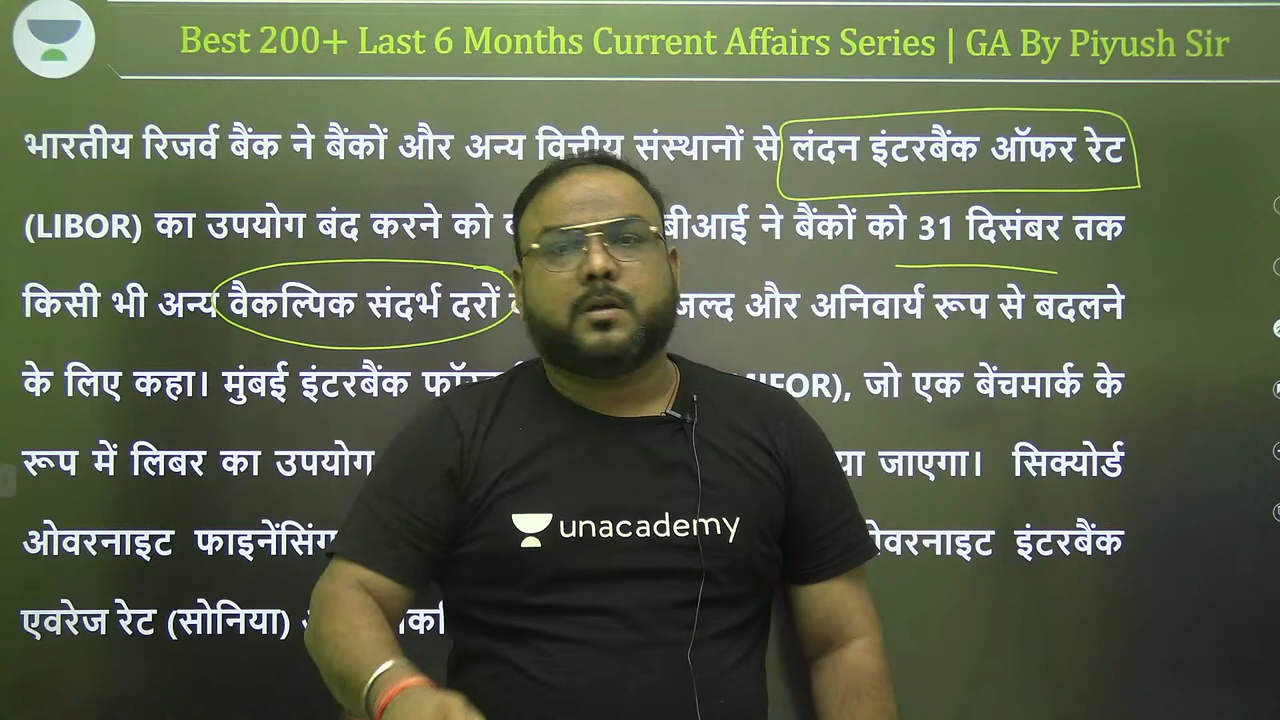 Best 200+ Last 6 Months Current Affairs Series | GA By Piyush Sir
भारतीय रिजर्व बैंक ने बैंकों और अन्य वित्तीय संस्थानों से लंदन इंटरबैंक ऑफर रेट
(LIBOR) का उपयोग बंद करने को बीआई ने बैंकों को 31 दिसंबर तक
किसी भी अन्य वैकल्पिक संदर्भ दरों जल्द और अनिवार्य रूप से बदलने
के लिए कहा। मुंबई इंटरबैंक MIFOR), जो एक बेंचमार्क के
रूप में लिबर का उपयोग या जाएगा। सिक्योर्ड
ओवरनाइट फाइनेंसिंग ओवरनाइट इंटरबैंक
एवरेज रेट (सोनिया)
unacademy